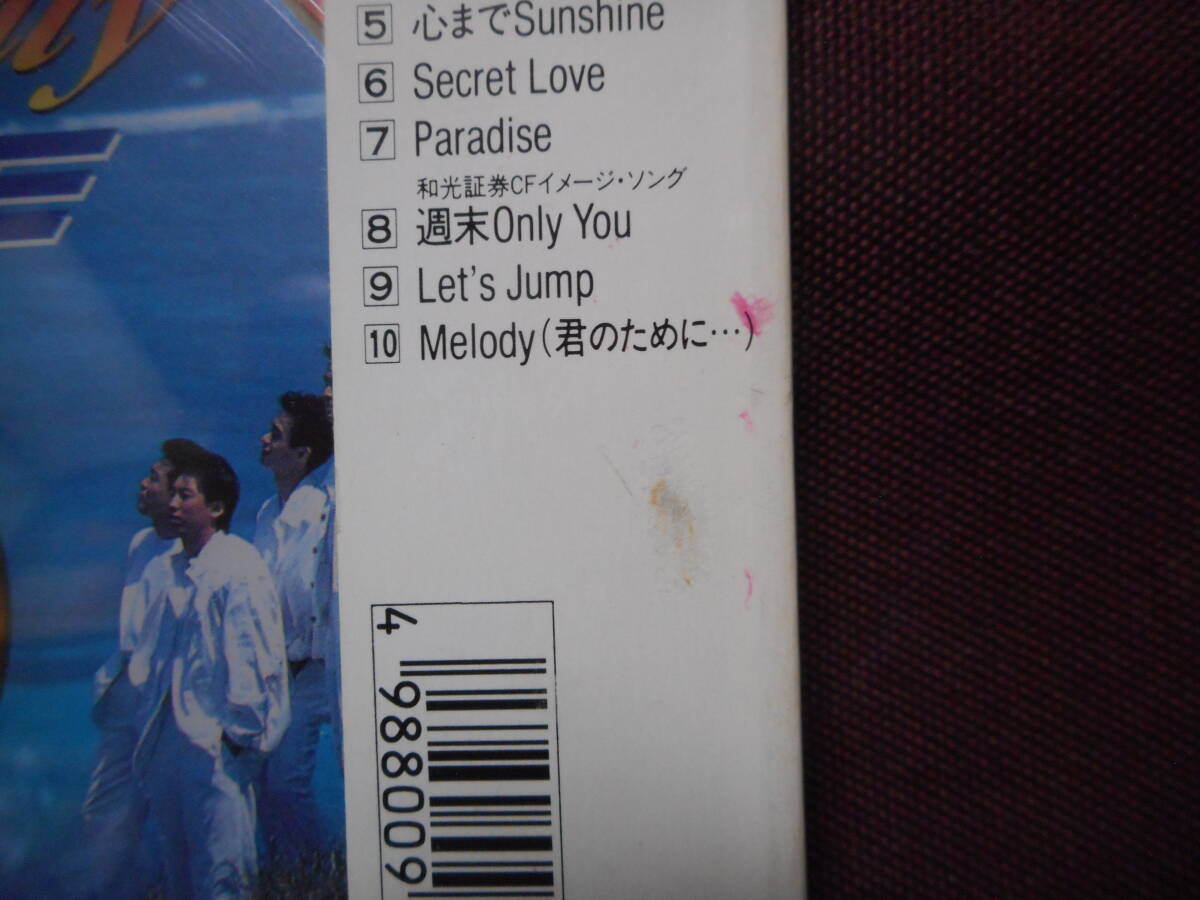 5 心までSunshine
6 Secret Love
7 Paradise
和光証券CFイメージ・ソング
8 週末Only You
9 Let's Jump
10 Melody(君のために…)
4 988009